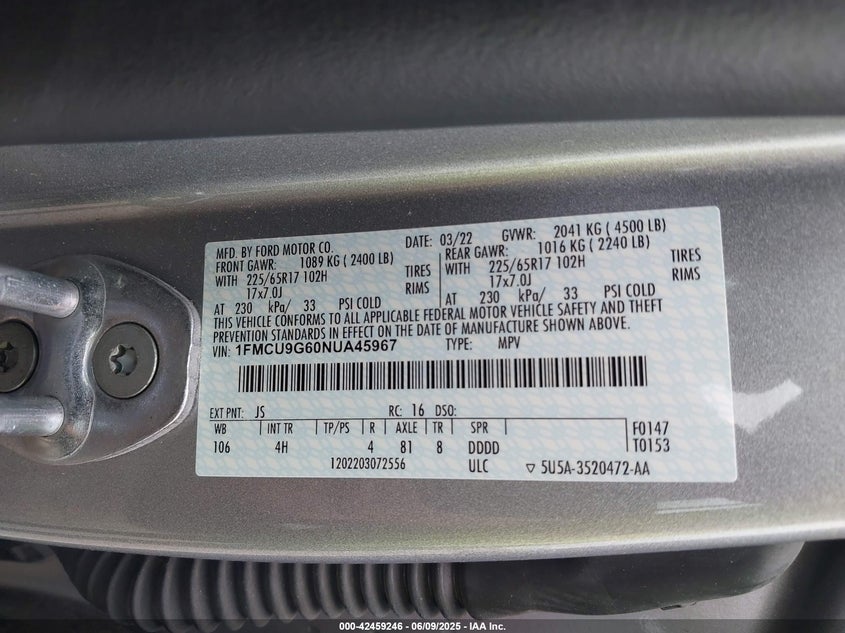 MFD. BY FORD MOTOR CO. DATE: 03/22 GVWR: 2041 KG ( 4500 LB)
FRONT GAWR: 1089 KG ( 2400 LB) REAR GAWR: 1016 KG ( 2240 LB)
WITH 225/65R17 102H TIRES WITH 225/65R17 102H TIRES
17x7.0J RIMS 17x7.0J RIMS
AT 230 kPa/ 33 PSI COLD AT 230 kPa/ 33 PSI COLD
THIS VEHICLE CONFORMS TO ALL APPLICABLE FEDERAL MOTOR VEHICLE SAFETY AND THEFT
PREVENTION STANDARDS IN EFFECT ON THE DATE OF MANUFACTURE SHOWN ABOVE.
VIN: 1FMCU9G60NUA45967 TYPE: MPV
EXT PNT: JS RC: 16 DSO:
WB INT TR TP/PS R AXLE TR SPR F0147
106 4H 4 81 8 DDDD T0153
1202203072556 ULC ▽ 5U5A-3520472-AA
000-42459246 - 06/09/2025 - IAA Inc.